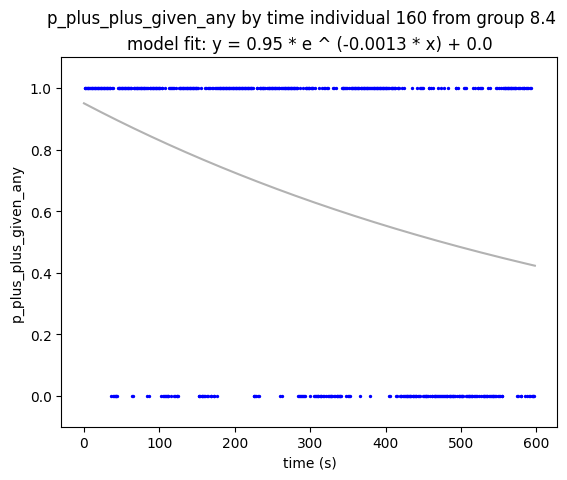 p_plus_plus_given_any by time individual 160 from group 8.4
model fit: y = 0.95 * e ^ (-0.0013 * x) + 0.0
1.0
0.8
0.6
0.4
0.2
0.0
p_plus_plus_given_any
0 100 200 300 400 500 600
time (s)